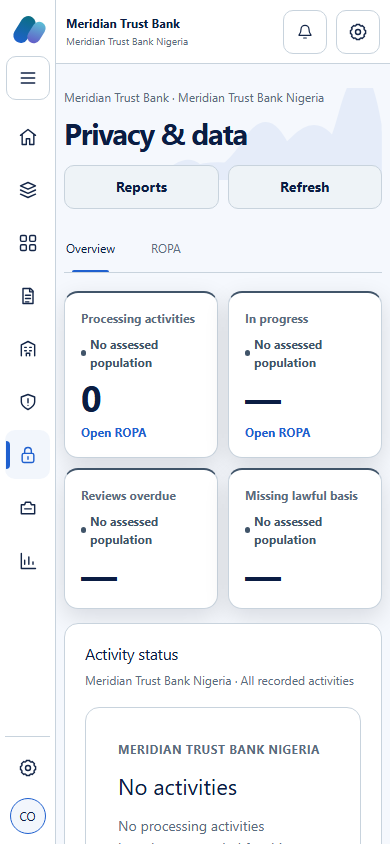 Meridian Trust Bank
Meridian Trust Bank Nigeria
Meridian Trust Bank · Meridian Trust Bank Nigeria
Privacy & data
Reports
Refresh
Overview
ROPA
Processing activities
No assessed
population
0
Open ROPA
In progress
No assessed
population
—
Open ROPA
Reviews overdue
No assessed
population
—
Missing lawful basis
No assessed
population
—
Activity status
Meridian Trust Bank Nigeria · All recorded activities
MERIDIAN TRUST BANK NIGERIA
No activities
No processing activities
CO